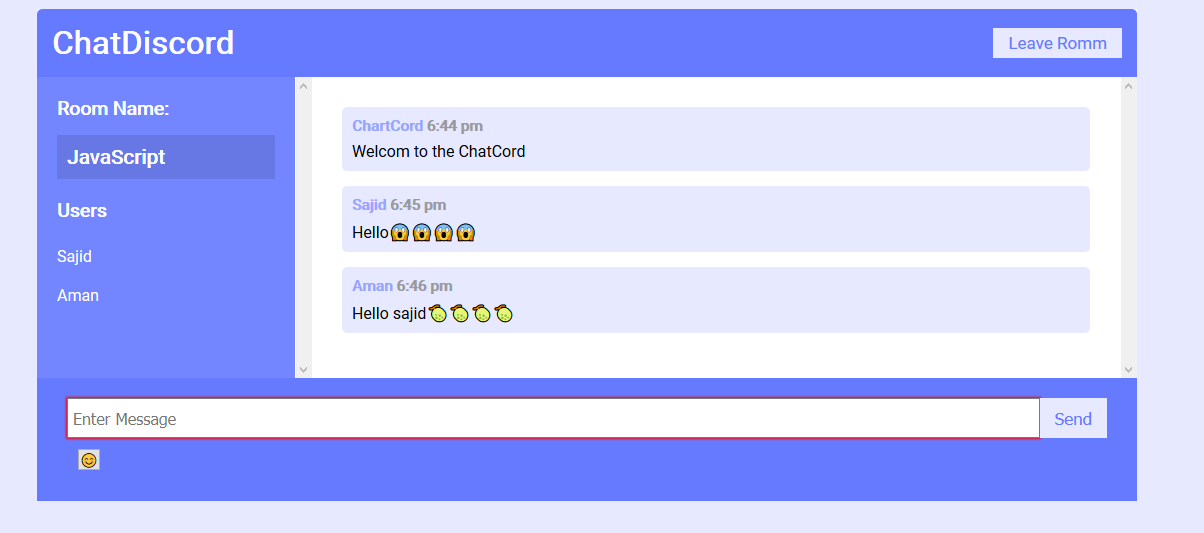 ChatDiscord
Leave Romm
Room Name:
JavaScript
Users
Sajid
Aman
ChartCord 6:44 pm
Welcom to the ChatCord
Sajid 6:45 pm
Hello😱😱😱😱
Aman 6:46 pm
Hello sajid🍈🍈🍈🍈
Enter Message
Send
😊